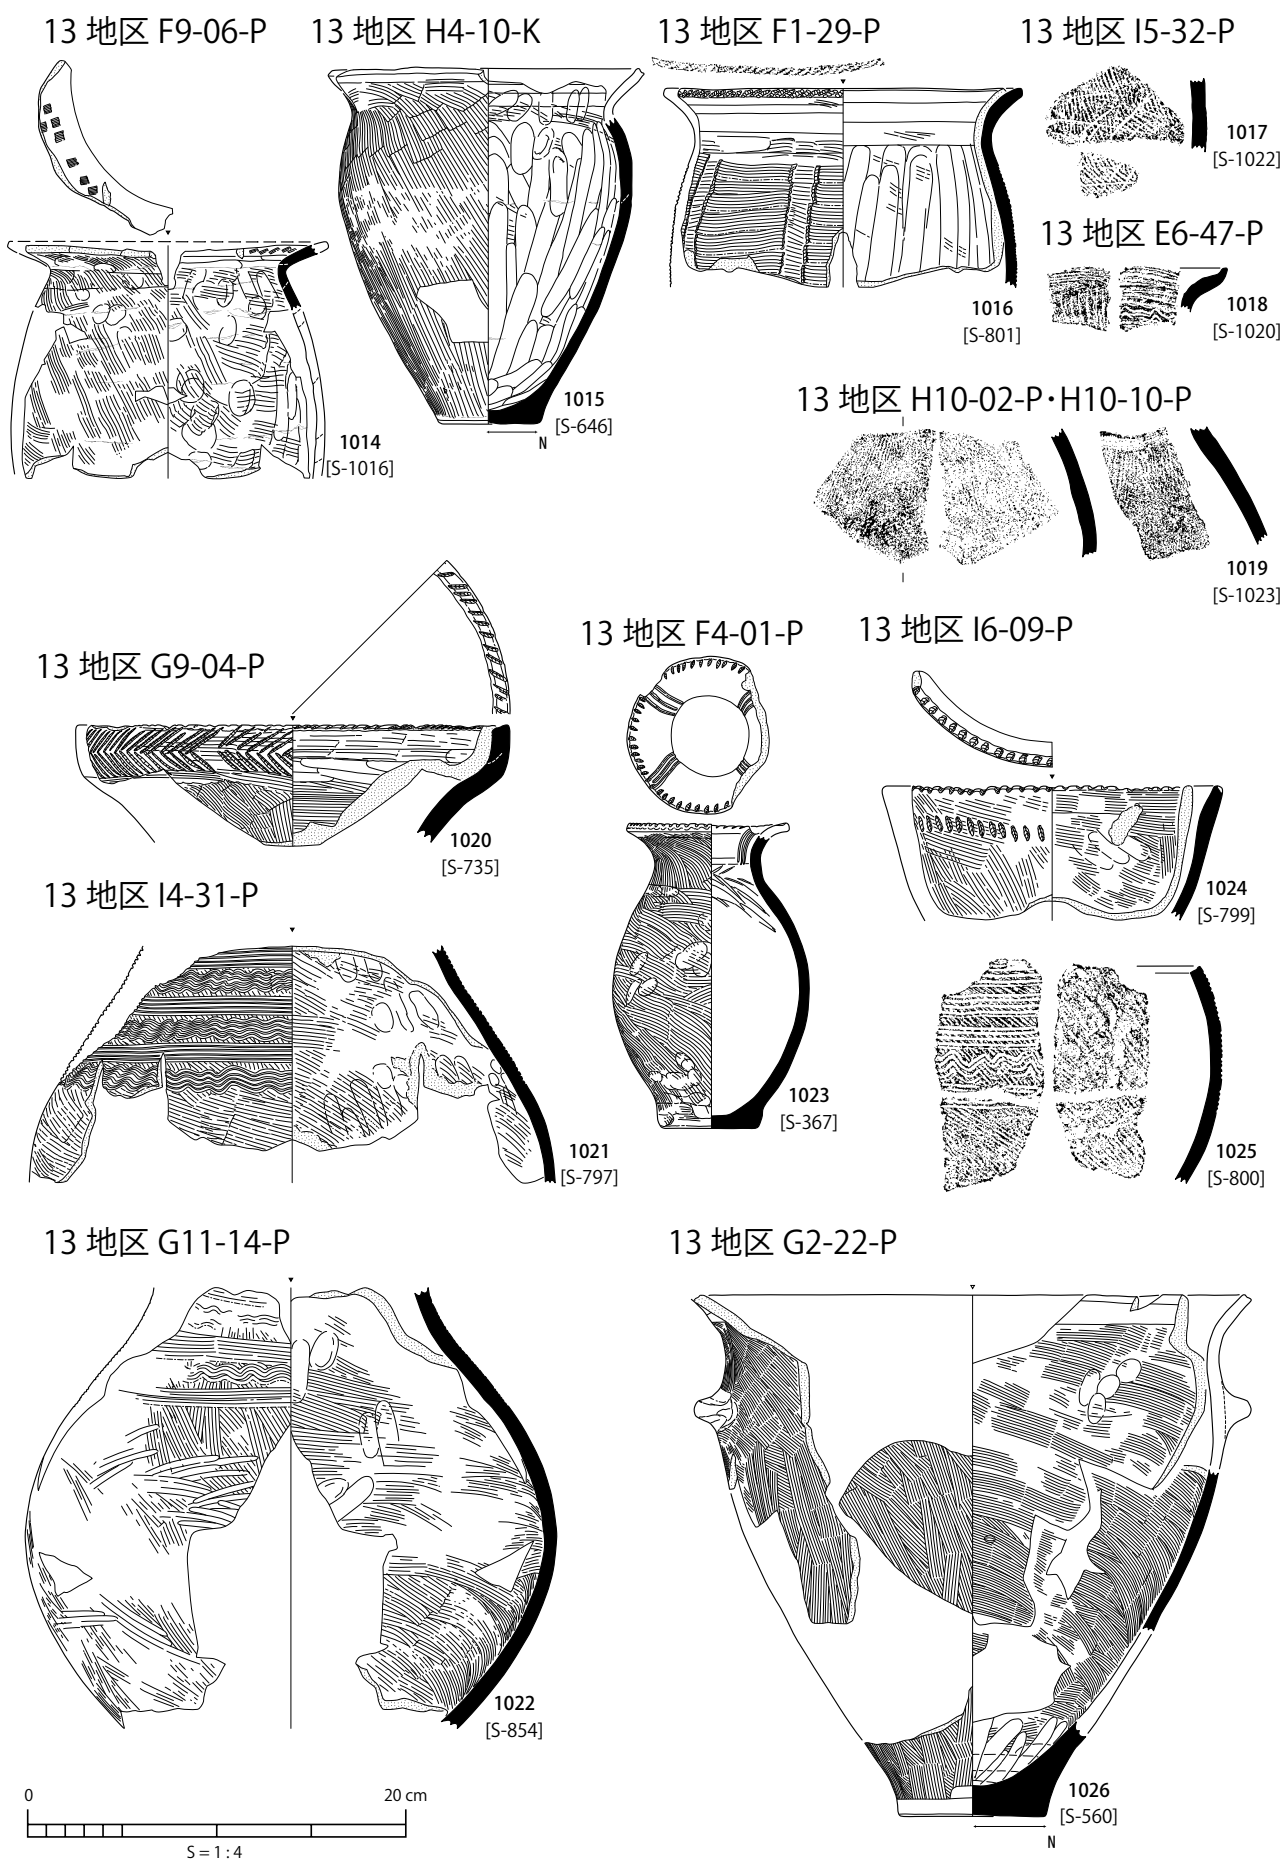 13 地区 F9-06-P
13 地区 H4-10-K
13 地区 F1-29-P
13 地区 I5-32-P
1017
[S-1022]
13 地区 E6-47-P
1018
[S-1020]
1016
[S-801]
1015
[S-646]
N
1014
[S-1016]
13 地区 H10-02-P・H10-10-P
1019
[S-1023]
13 地区 G9-04-P
1020
[S-735]
13 地区 F4-01-P
1023
[S-367]
13 地区 I6-09-P
1024
[S-799]
13 地区 I4-31-P
1021
[S-797]
1025
[S-800]
13 地区 G11-14-P
1022
[S-854]
13 地区 G2-22-P
1026
[S-560]
N
0 20 cm
S = 1 : 4